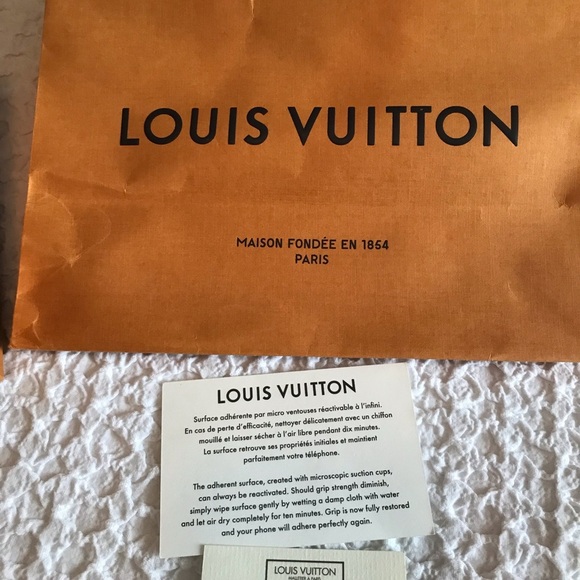 LOUIS VUITTON
MAISON FONDÉE EN 1854
PARIS
LOUIS VUITTON
Surface adhérente par micro ventouses réactivable à l'infini.
En cas de perte d'efficacité, nettoyer délicatement avec un chiffon
mouillé et laisser sécher à l'air libre pendant dix minutes.
La surface retrouve ses propriétés initiales et maintient
parfaitement votre téléphone.
The adherent surface, created with microscopic suction cups,
can always be reactivated. Should grip strength diminish,
simply wipe surface gently by wetting a damp cloth with water
and let air dry completely for ten minutes. Grip is now fully restored
and your phone will adhere perfectly again.
LOUIS VUITTON
MALLETIER A PARIS